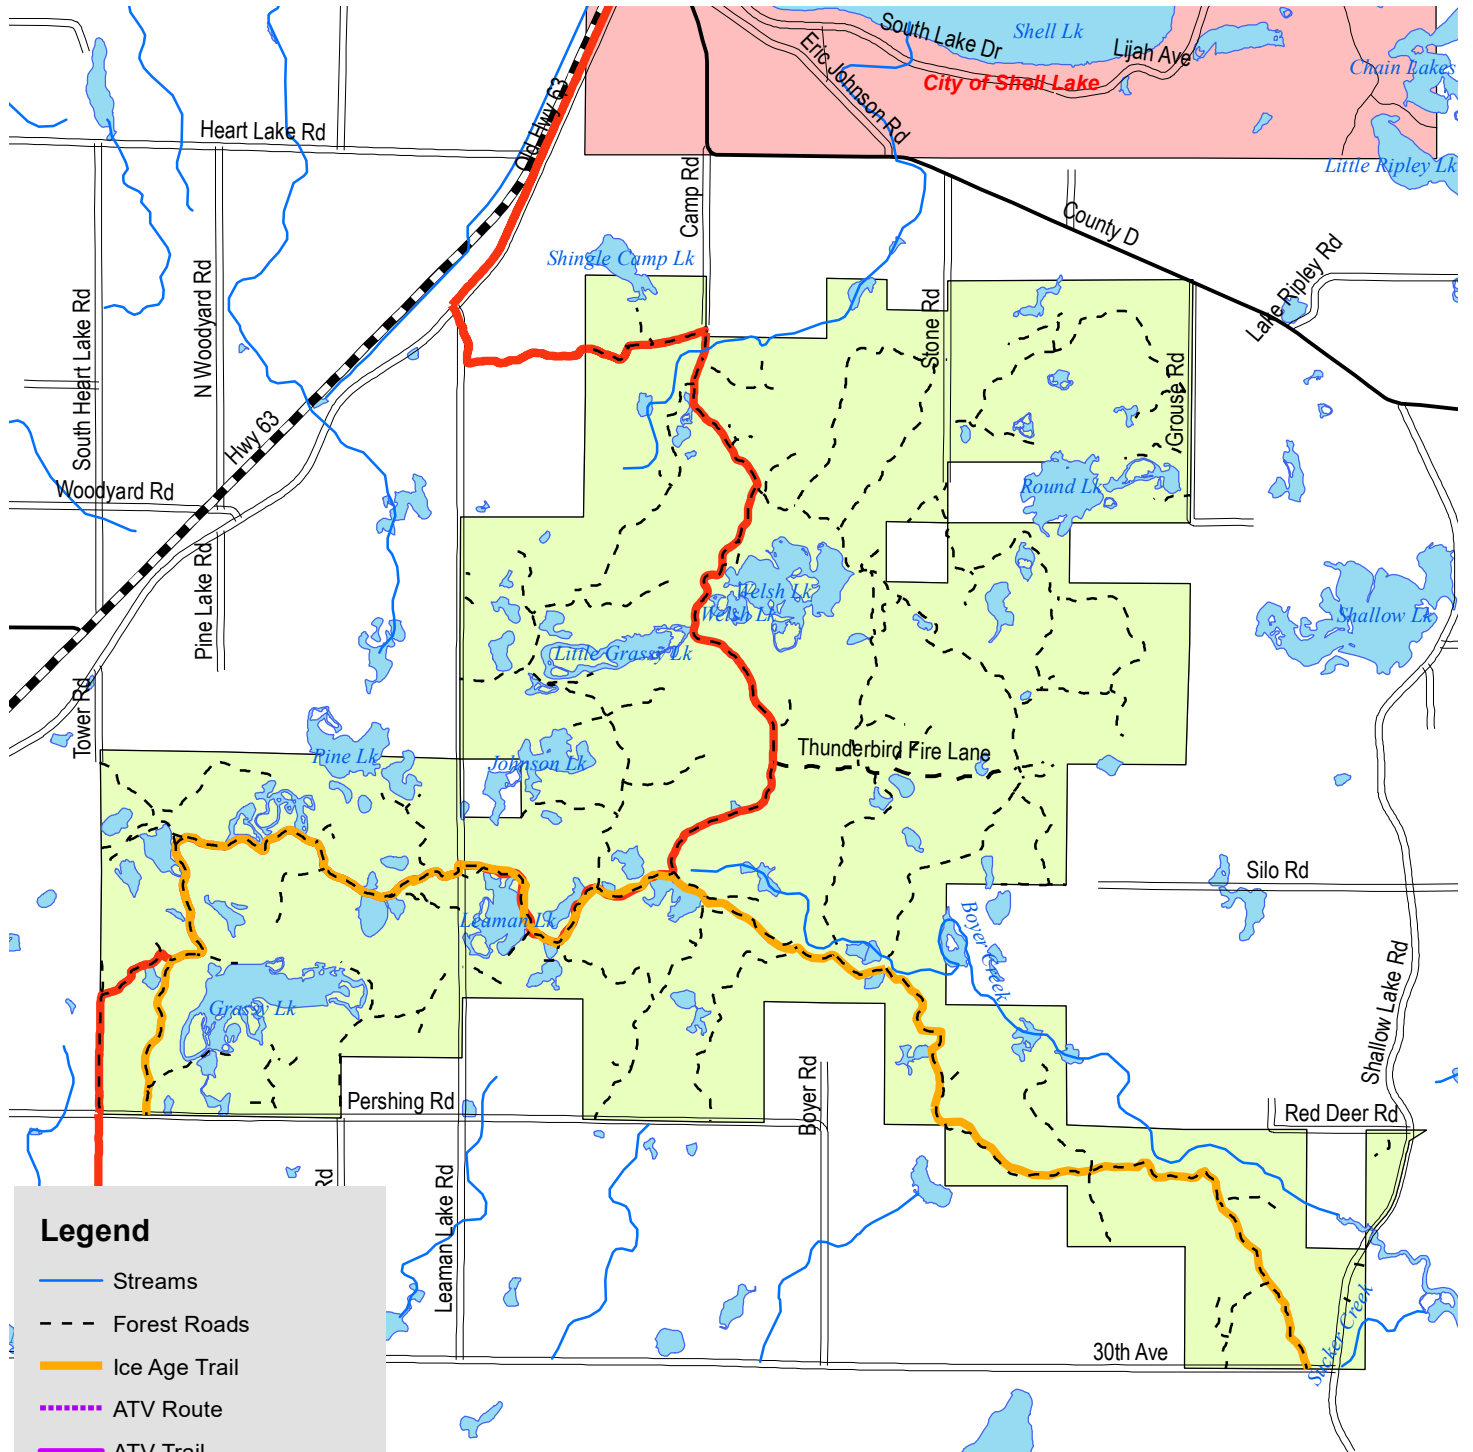 South Lake Dr
Shell Lk
Lijah Ave
Chain Lakes
City of Shell Lake
Eric Johnson Rd
Old Hwy 63
Heart Lake Rd
Little Ripley Lk
Camp Rd
County D
Shingle Camp Lk
Lake Ripley Rd
N Woodyard Rd
South Heart Lake Rd
Stone Rd
Grouse Rd
Hwy 63
Woodyard Rd
Round Lk
Pine Lake Rd
Welsh Lk
Welsh Lk
Shallow Lk
Little Grassy Lk
Tower Rd
Pine Lk
Johnson Lk
Thunderbird Fire Lane
Silo Rd
Leaman Lk
Boyer Creek
Grassy Lk
Shallow Lake Rd
Pershing Rd
Boyer Rd
Red Deer Rd
Rd
Leaman Lake Rd
30th Ave
Sucker Creek
Legend
Streams
Forest Roads
Ice Age Trail
ATV Route
ATV Trail